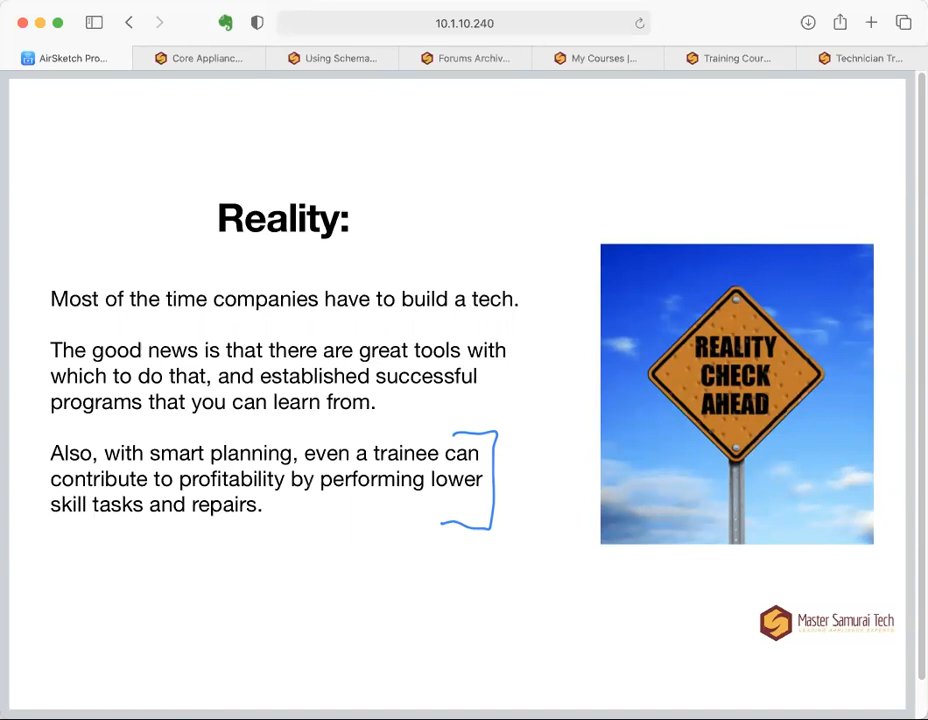 10.1.10.240
AirSketch Pro...
Core Applianc...
Using Schema...
Forums Archiv...
My Courses |...
Training Cour...
Technician Tr...
Reality:
Most of the time companies have to build a tech.
The good news is that there are great tools with
which to do that, and established successful
programs that you can learn from.
Also, with smart planning, even a trainee can
contribute to profitability by performing lower
skill tasks and repairs.
REALITY
CHECK
AHEAD
Master Samurai Tech
LEADING APPLIANCE EXPERTS